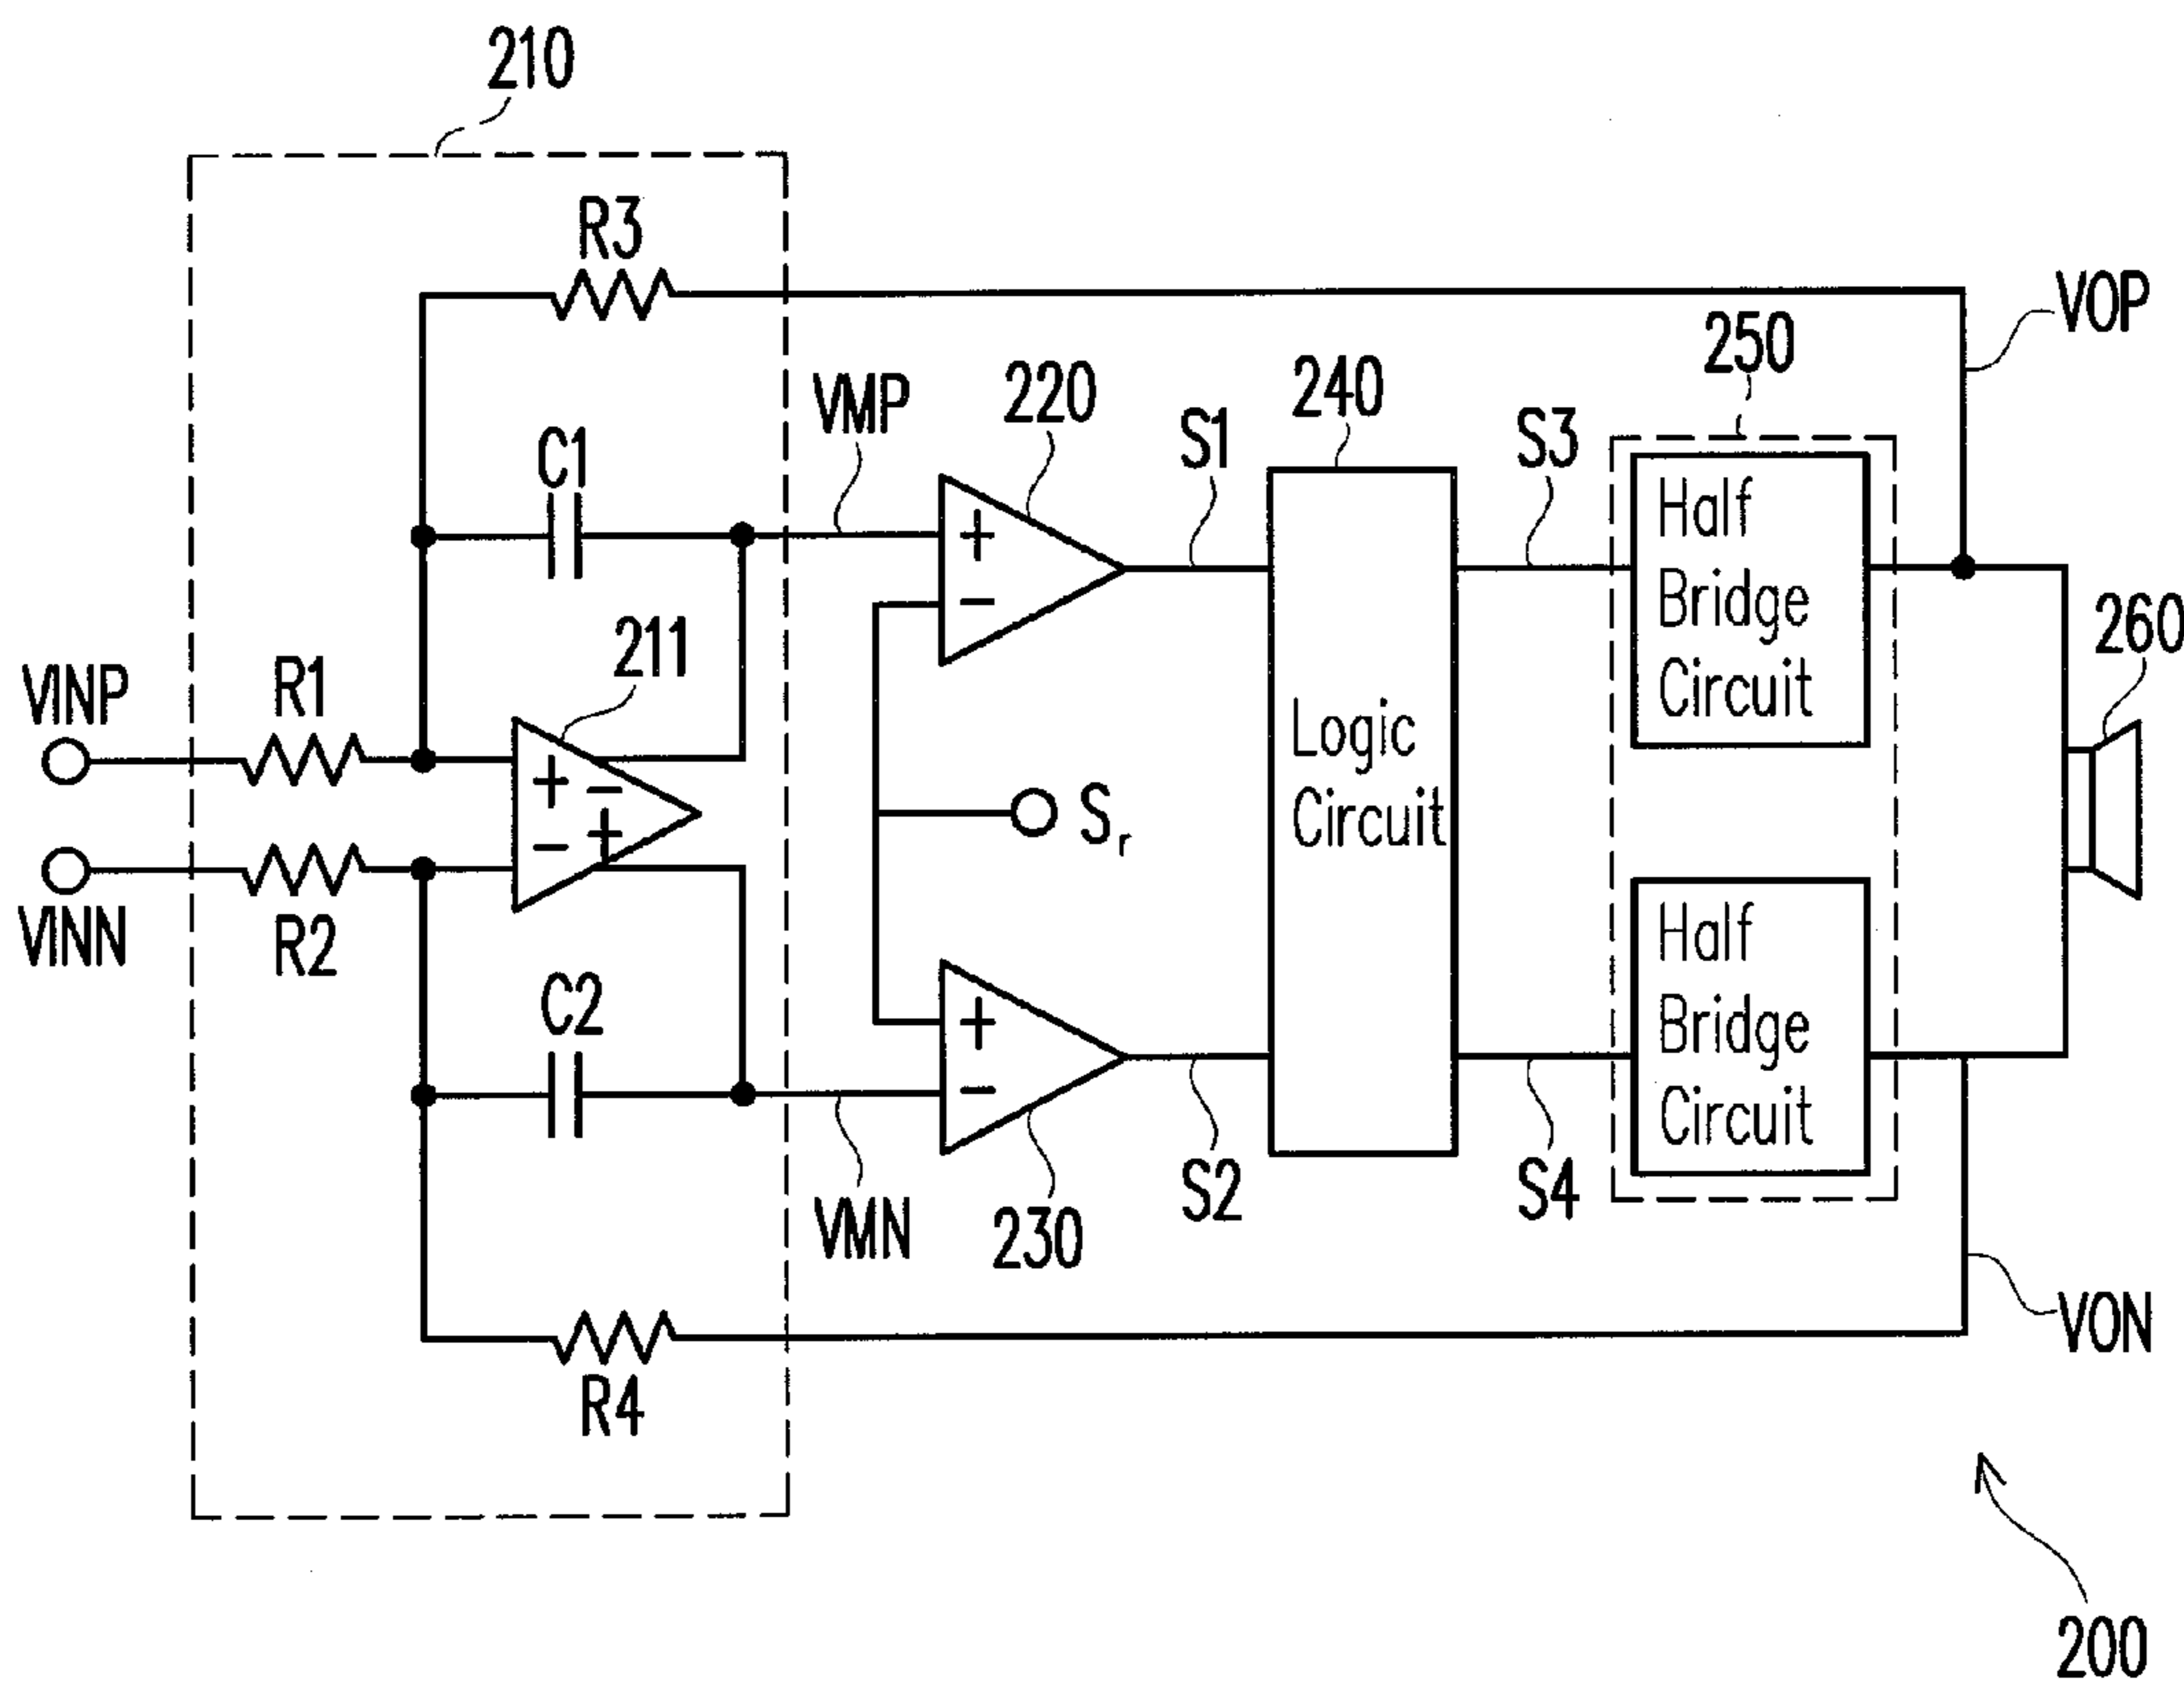 210
R3
VOP
250
VMP
220
240
S1
S3
C1
Half
Bridge
Circuit
211
260
VINP
R1
+
-
+
-
+
-
Logic
Circuit
Sr
VINN
R2
Half
Bridge
Circuit
C2
+
-
S2
S4
VMN
230
VON
R4
200